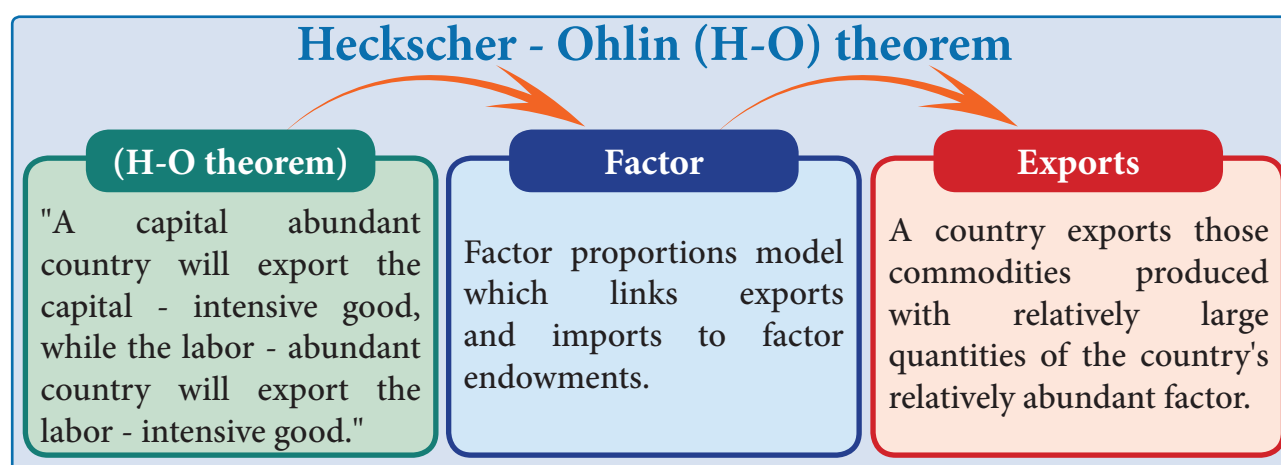 Heckscher - Ohlin (H-O) theorem
(H-O theorem)
"A capital abundant
country will export the
capital - intensive good,
while the labor - abundant
country will export the
labor - intensive good."
Factor
Factor proportions model
which links exports
and imports to factor
endowments.
Exports
A country exports those
commodities produced
with relatively large
quantities of the country's
relatively abundant factor.